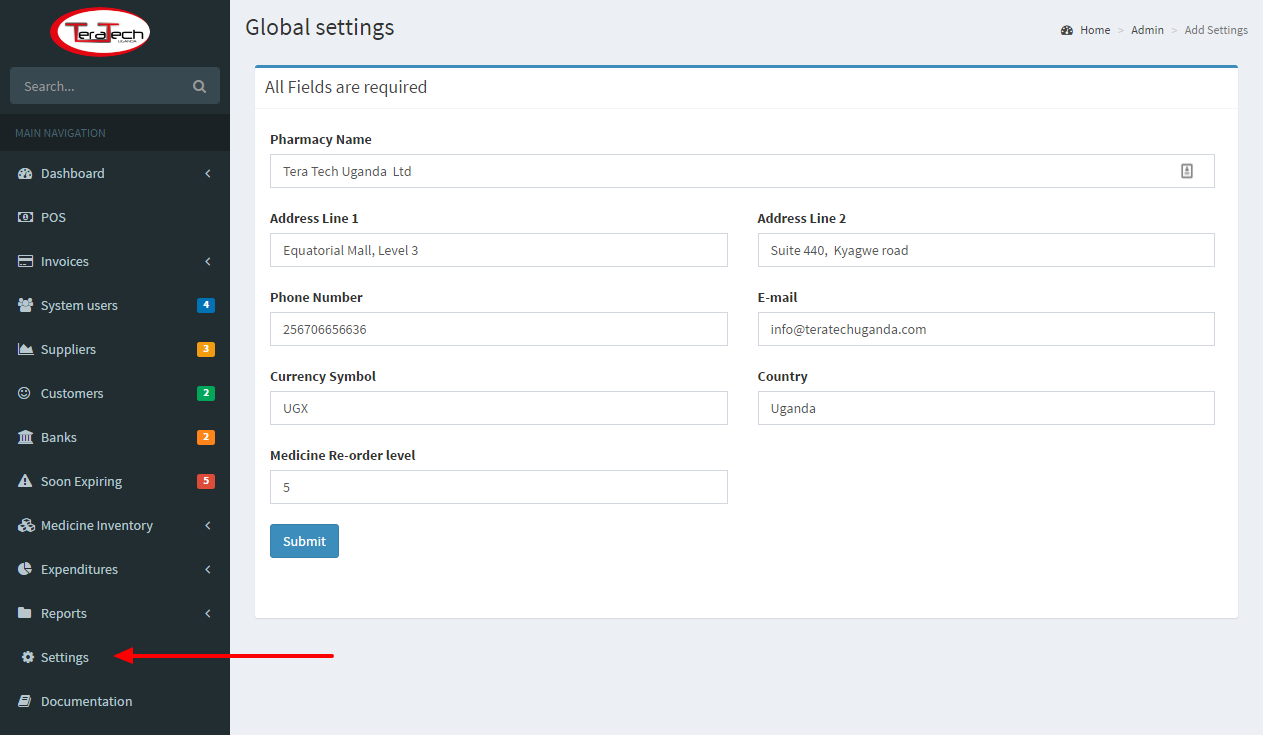 TeraTech
UGANDA
Search...
MAIN NAVIGATION
Dashboard
POS
Invoices
System users 4
Suppliers 3
Customers 2
Banks 2
Soon Expiring 5
Medicine Inventory
Expenditures
Reports
Settings
Documentation
Global settings
Home > Admin > Add Settings
All Fields are required
Pharmacy Name
Tera Tech Uganda  Ltd
Address Line 1
Equatorial Mall, Level 3
Address Line 2
Suite 440,  Kyagwe road
Phone Number
256706656636
E-mail
info@teratechuganda.com
Currency Symbol
UGX
Country
Uganda
Medicine Re-order level
5
Submit